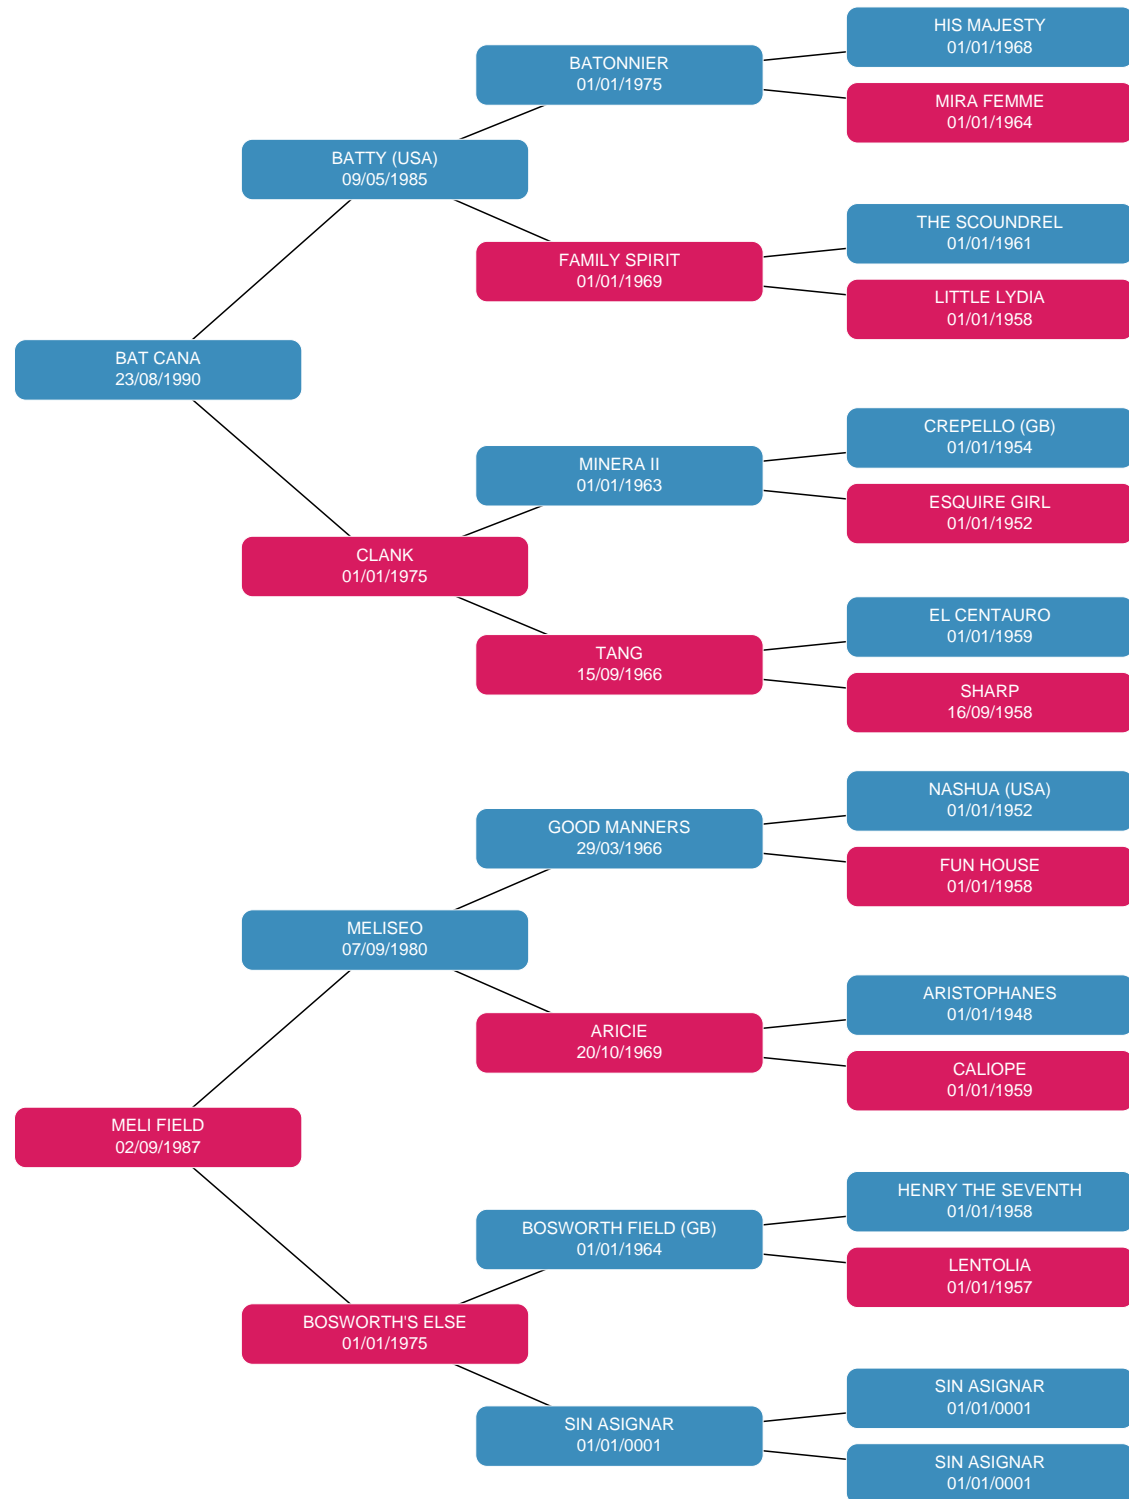 HIS MAJESTY
01/01/1968
BATONNIER
01/01/1975
MIRA FEMME
01/01/1964
BATTY (USA)
09/05/1985
THE SCOUNDREL
01/01/1961
FAMILY SPIRIT
01/01/1969
LITTLE LYDIA
01/01/1958
BAT CANA
23/08/1990
CREPELLO (GB)
01/01/1954
MINERA II
01/01/1963
ESQUIRE GIRL
01/01/1952
CLANK
01/01/1975
EL CENTAURO
01/01/1959
TANG
15/09/1966
SHARP
16/09/1958
NASHUA (USA)
01/01/1952
GOOD MANNERS
29/03/1966
FUN HOUSE
01/01/1958
MELISEO
07/09/1980
ARISTOPHANES
01/01/1948
ARICIE
20/10/1969
CALIOPE
01/01/1959
MELI FIELD
02/09/1987
HENRY THE SEVENTH
01/01/1958
BOSWORTH FIELD (GB)
01/01/1964
LENTOLIA
01/01/1957
BOSWORTH'S ELSE
01/01/1975
SIN ASIGNAR
01/01/0001
SIN ASIGNAR
01/01/0001
SIN ASIGNAR
01/01/0001